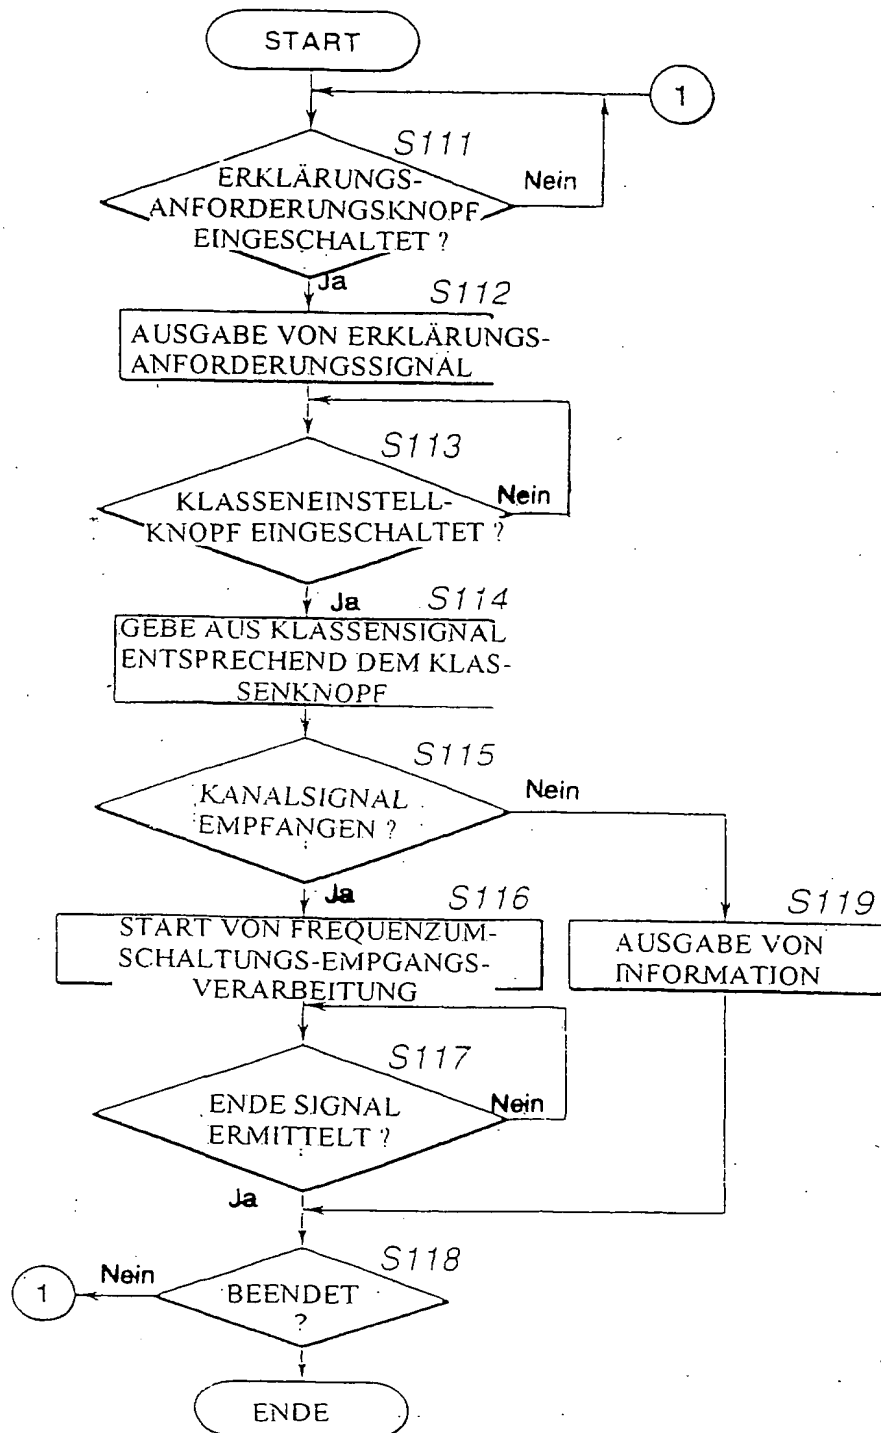 START
1
S111
ERKLÄRUNGS-
ANFORDERUNGSKNOPF
EINGESCHALTET ?
Nein
Ja
S112
AUSGABE VON ERKLÄRUNGS-
ANFORDERUNGSSIGNAL
S113
KLASSENEINSTELL-
KNOPF EINGESCHALTET ?
Nein
Ja
S114
GEBE AUS KLASSENSIGNAL
ENTSPRECHEND DEM KLAS-
SENKNOPF
S115
KANALSIGNAL
EMPFANGEN ?
Nein
Ja
S116
START VON FREQUENZUM-
SCHALTUNGS-EMPGANGS-
VERARBEITUNG
S119
AUSGABE VON
INFORMATION
S117
ENDE SIGNAL
ERMITTELT ?
Nein
Ja
S118
BEENDET
?
Nein
1
ENDE